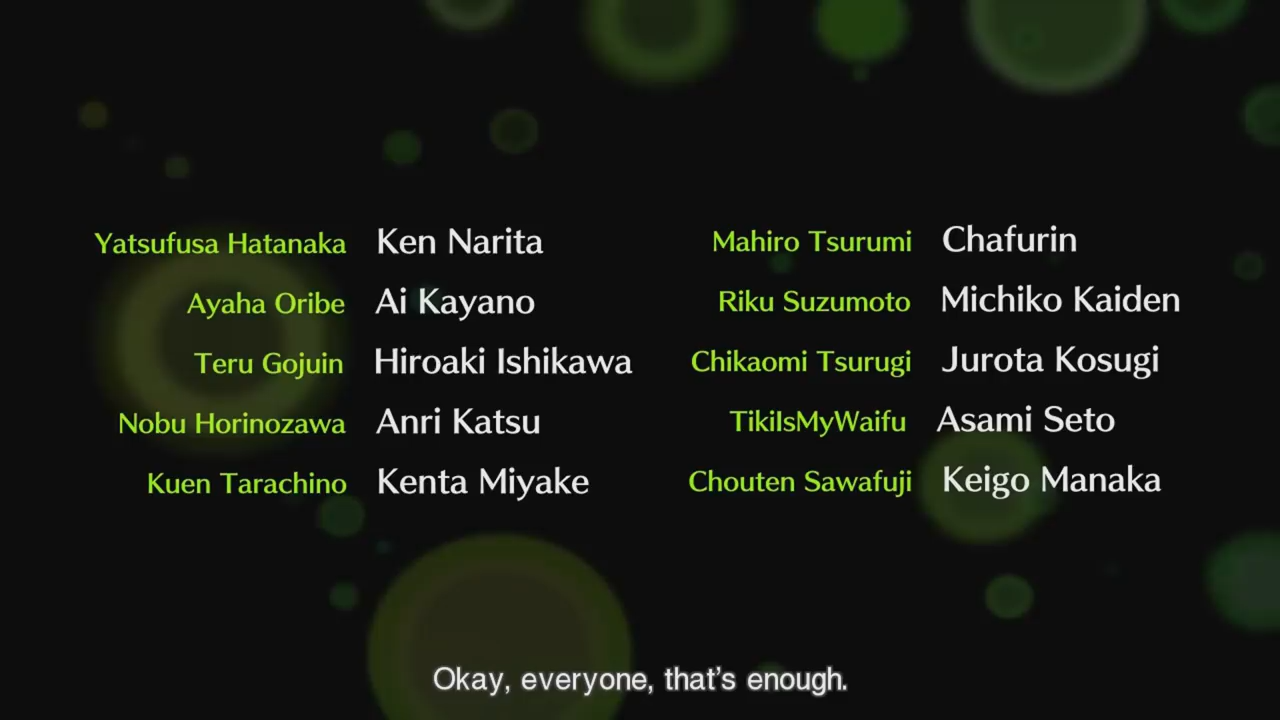 Yatsufusa Hatanaka Ken Narita
Ayaha Oribe Ai Kayano
Teru Gojuin Hiroaki Ishikawa
Nobu Horinozawa Anri Katsu
Kuen Tarachino Kenta Miyake
Mahiro Tsurumi Chafurin
Riku Suzumoto Michiko Kaiden
Chikaomi Tsurugi Jurota Kosugi
TikiIsMyWaifu Asami Seto
Chouten Sawafuji Keigo Manaka
Okay, everyone, that's enough.